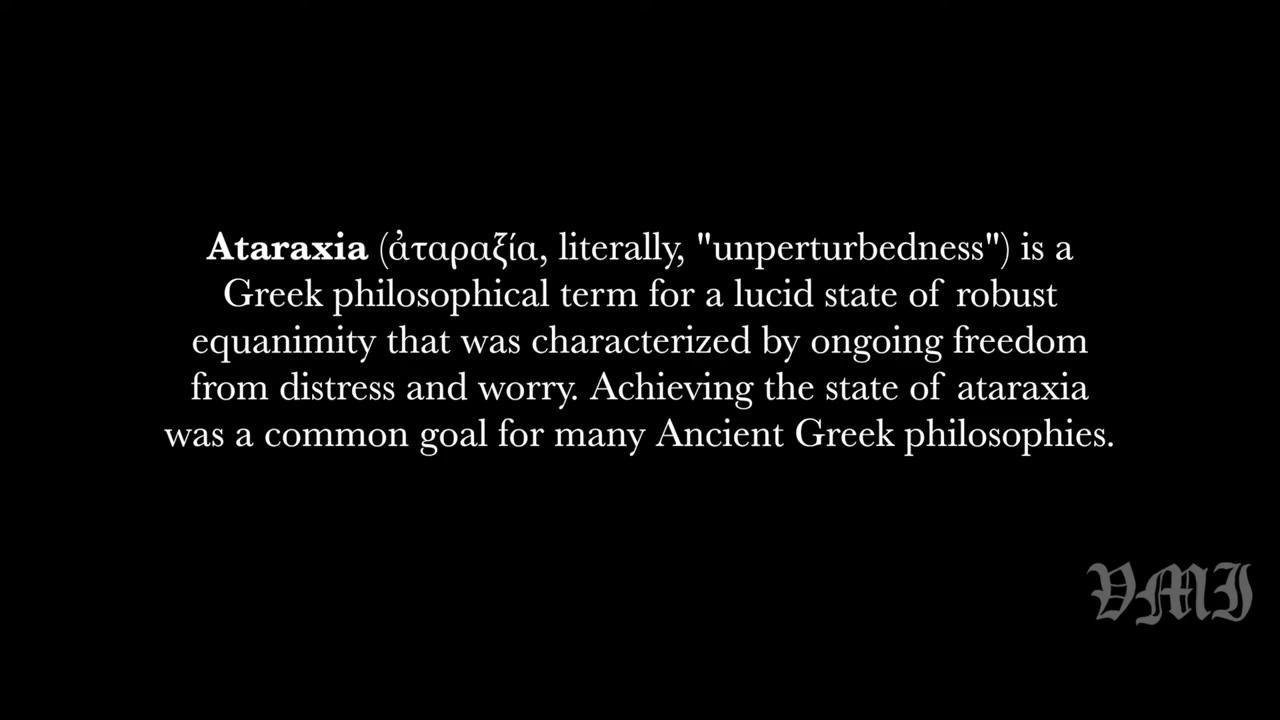 Ataraxia (ἀταραξία, literally, "unperturbedness") is a
Greek philosophical term for a lucid state of robust
equanimity that was characterized by ongoing freedom
from distress and worry. Achieving the state of ataraxia
was a common goal for many Ancient Greek philosophies.
VMI